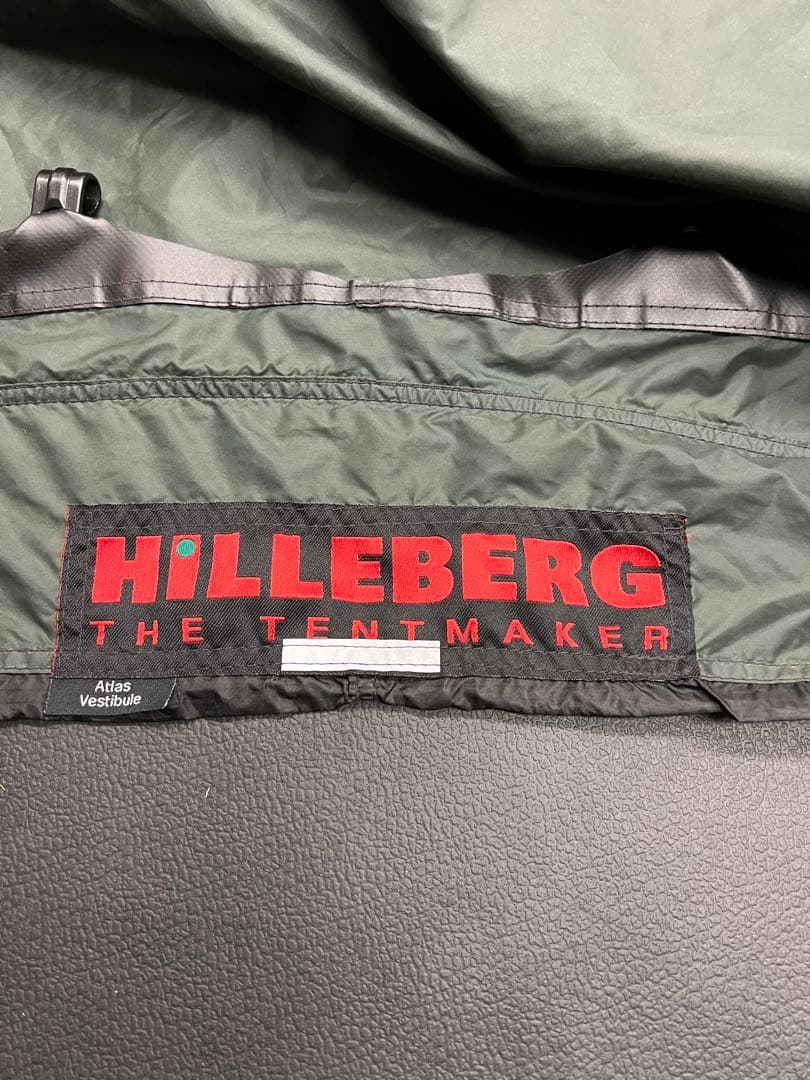 HiLLEBERG
THE TENTMAKER
Atlas
Vestibule